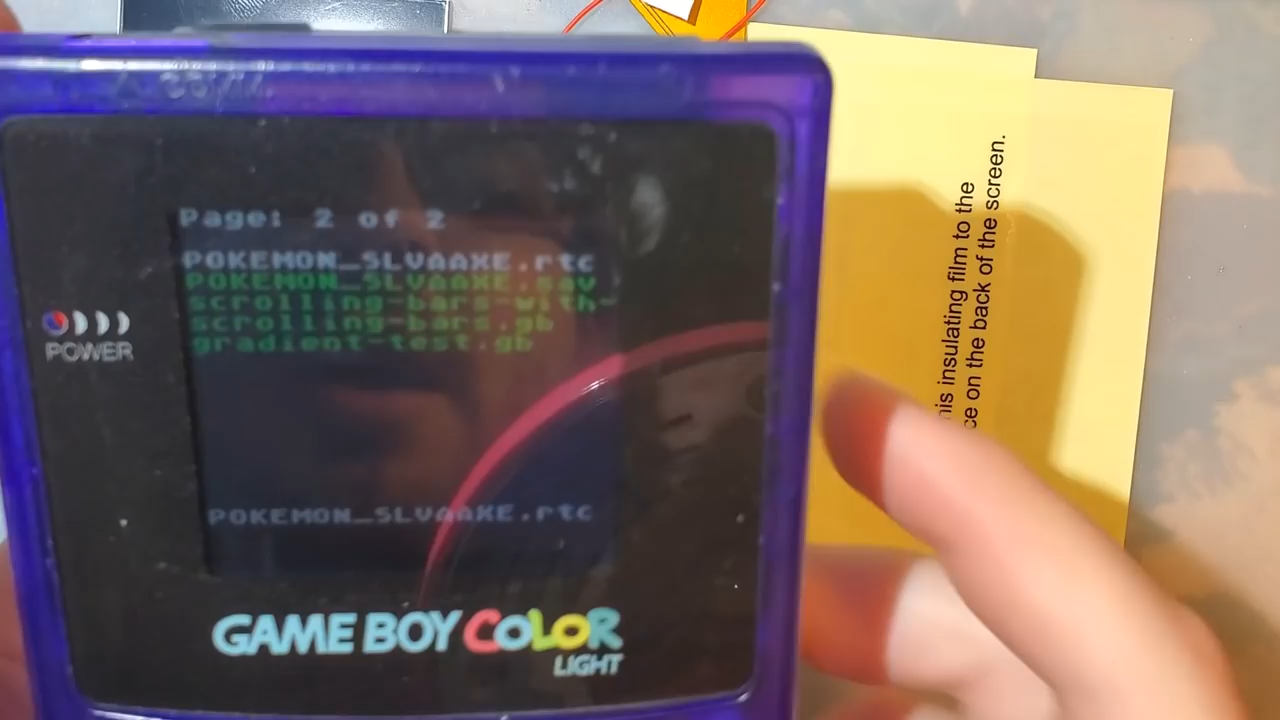 Page: 2 of 2
POKEMON_SLVAAXE.rtc
POKEMON_SLVAAXE.sav
scrolling-bars-with-
scrolling-bars.gb
gradient-test.gb
POKEMON_SLVAAXE.rtc
POWER
GAME BOY COLOR
LIGHT
his insulating film to the
ce on the back of the screen.